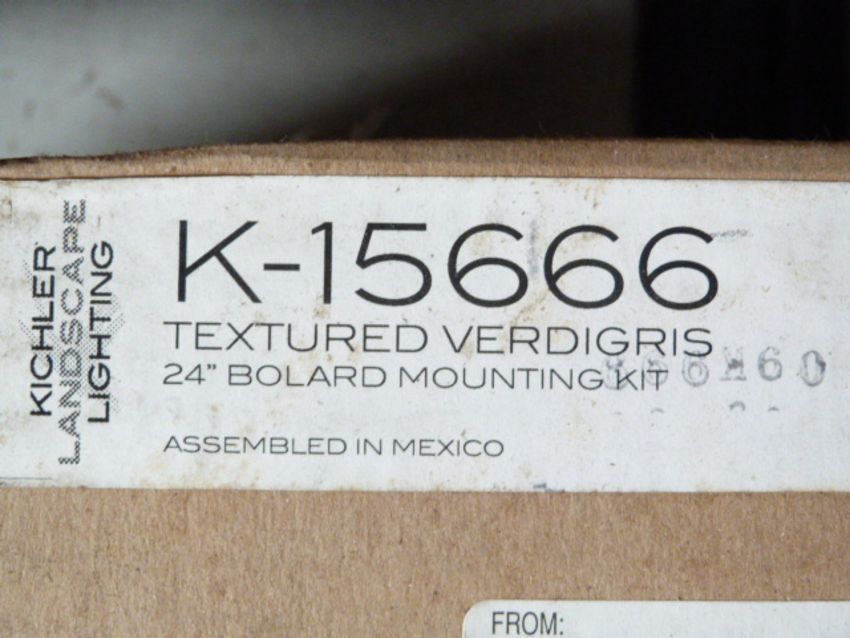 KICHLER
LANDSCAPE
LIGHTING
K-15666
TEXTURED VERDIGRIS
24" BOLARD MOUNTING KIT
ASSEMBLED IN MEXICO
FROM: